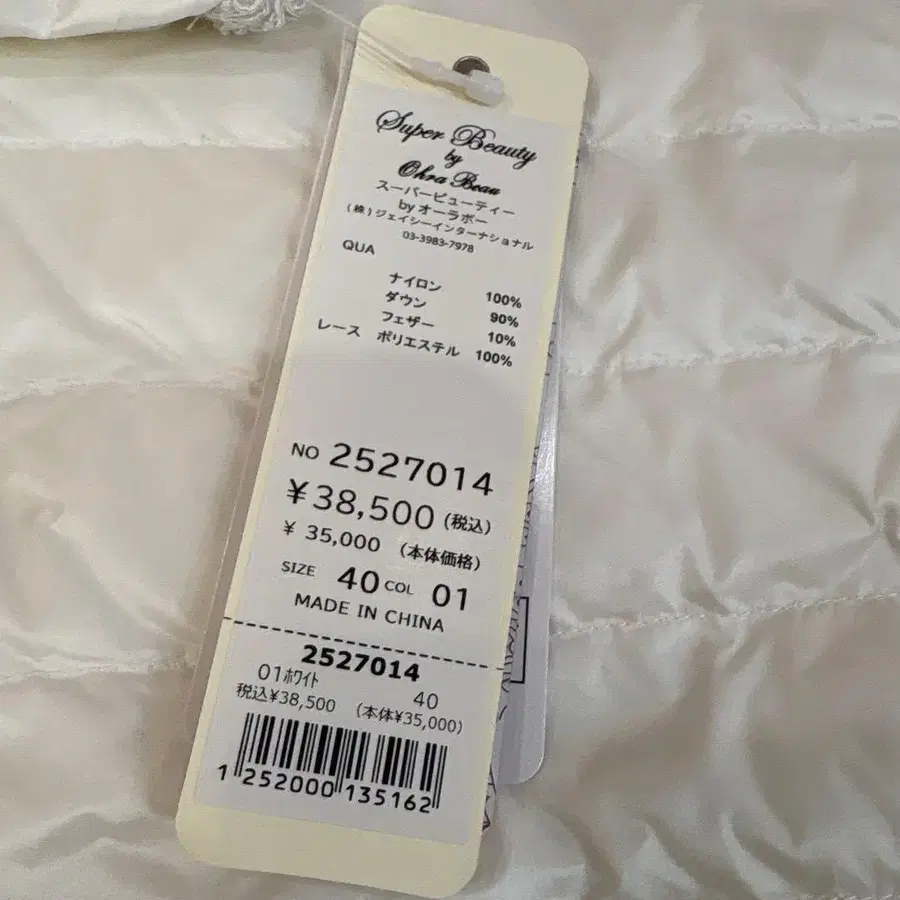 Super Beauty
by
Ohra Beau
スーパービューティー
byオーラボー
(株)ジェイシーインターナショナル
03-3983-7978
QUA
ナイロン 100%
ダウン 90%
フェザー 10%
レース ポリエステル 100%
NO 2527014
¥38,500(税込)
¥ 35,000 (本体価格)
SIZE 40 COL 01
MADE IN CHINA
2527014
01ﾎﾜｲﾄ 40
税込¥38,500 (本体¥35,000)
1 252000 135162